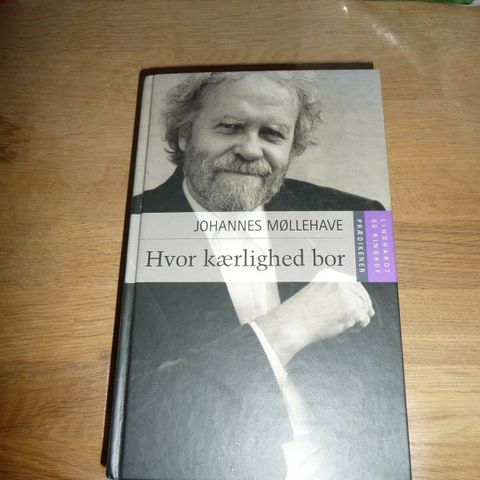 JOHANNES MØLLEHAVE
Hvor kærlighed bor
LINDHARDT
OG RINGHOF
PRÆDIKENER